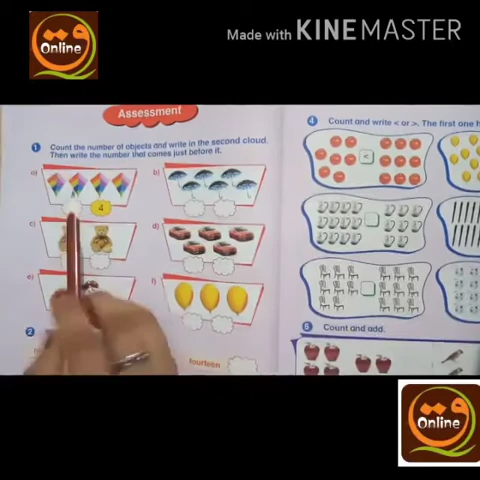 Online
Made with KINEMASTER
Assessment
1 Count the number of objects and write in the second cloud.
Then write the number that comes just before it.
a)
b)
4
c)
d)
e)
f)
2
fourteen
4 Count and write < or >. The first one
<
5 Count and add.
Online